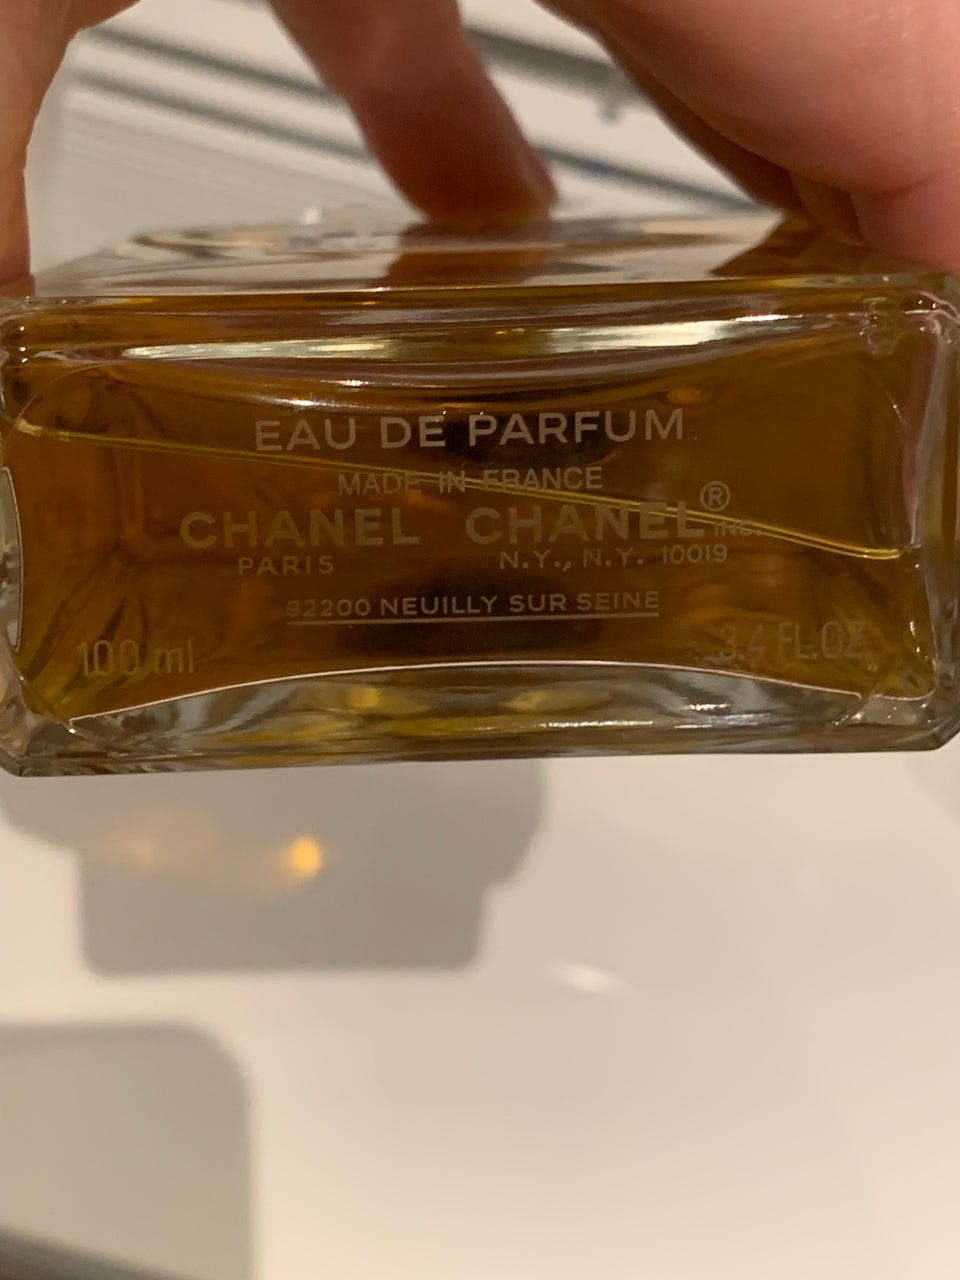 EAU DE PARFUM
MADE IN FRANCE
CHANEL CHANEL® INC.
PARIS N.Y., N.Y. 10019
92200 NEUILLY SUR SEINE
100 ml 3.4 FL.OZ